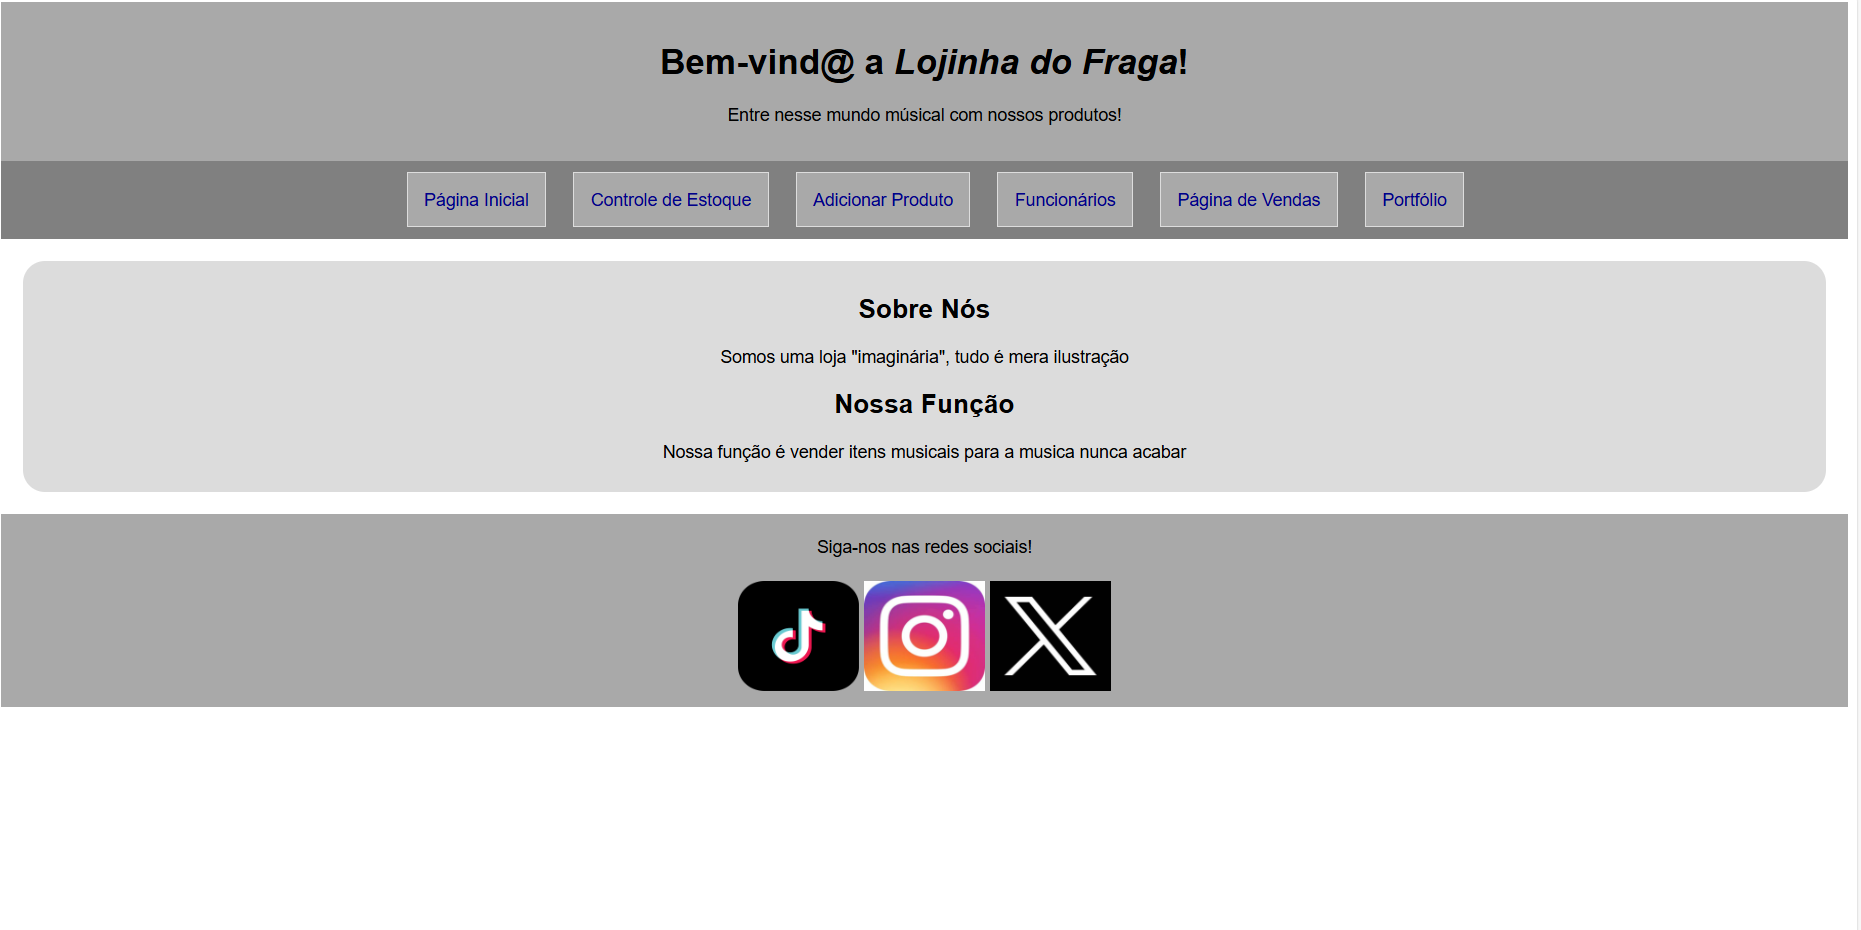 Bem-vind@ a Lojinha do Fraga!
Entre nesse mundo músical com nossos produtos!
Página Inicial
Controle de Estoque
Adicionar Produto
Funcionários
Página de Vendas
Portfólio
Sobre Nós
Somos uma loja "imaginária", tudo é mera ilustração
Nossa Função
Nossa função é vender itens musicais para a musica nunca acabar
Siga-nos nas redes sociais!